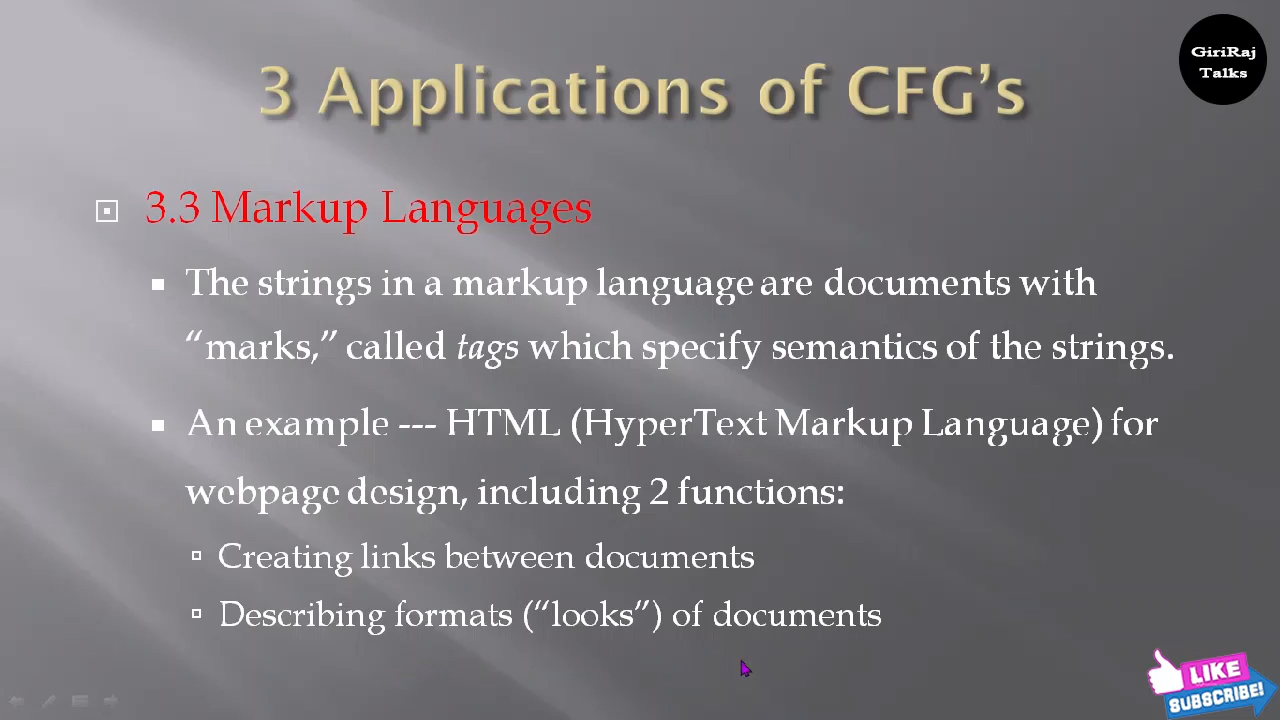 GiriRaj
Talks
3 Applications of CFG’s
3.3 Markup Languages
The strings in a markup language are documents with
“marks,” called tags which specify semantics of the strings.
An example --- HTML (HyperText Markup Language) for
webpage design, including 2 functions:
Creating links between documents
Describing formats (“looks”) of documents
LIKE
SUBSCRIBE!